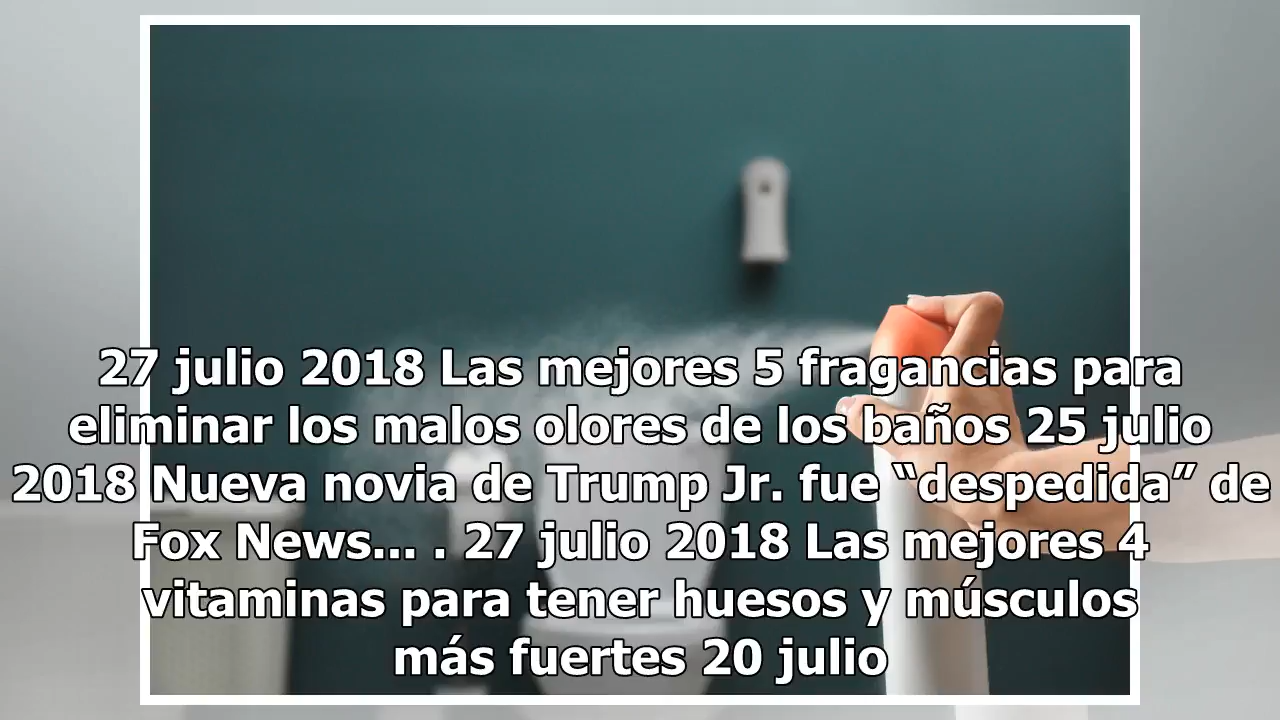 27 julio 2018 Las mejores 5 fragancias para
eliminar los malos olores de los baños 25 julio
2018 Nueva novia de Trump Jr. fue “despedida” de
Fox News... . 27 julio 2018 Las mejores 4
vitaminas para tener huesos y músculos
más fuertes 20 julio